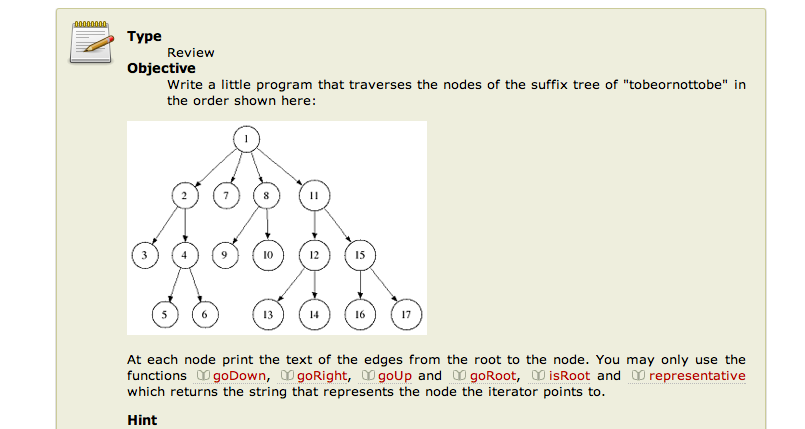 Type
Review
Objective
Write a little program that traverses the nodes of the suffix tree of "tobeornottobe" in
the order shown here:
1
2 7 8 11
3 4 9 10 12 15
5 6 13 14 16 17
At each node print the text of the edges from the root to the node. You may only use the
functions goDown, goRight, goUp and goRoot, isRoot and representative
which returns the string that represents the node the iterator points to.
Hint